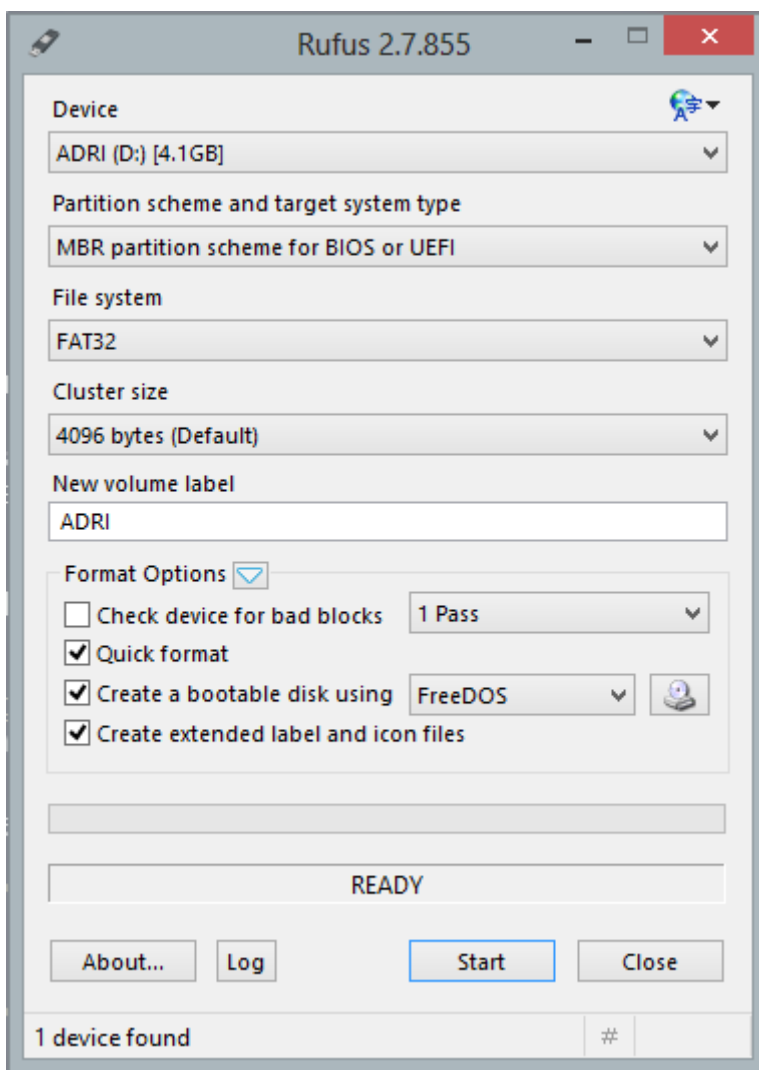 Rufus 2.7.855
Device
ADRI (D:) [4.1GB]
Partition scheme and target system type
MBR partition scheme for BIOS or UEFI
File system
FAT32
Cluster size
4096 bytes (Default)
New volume label
ADRI
Format Options
Check device for bad blocks 1 Pass
Quick format
Create a bootable disk using FreeDOS
Create extended label and icon files
READY
About... Log Start Close
1 device found #